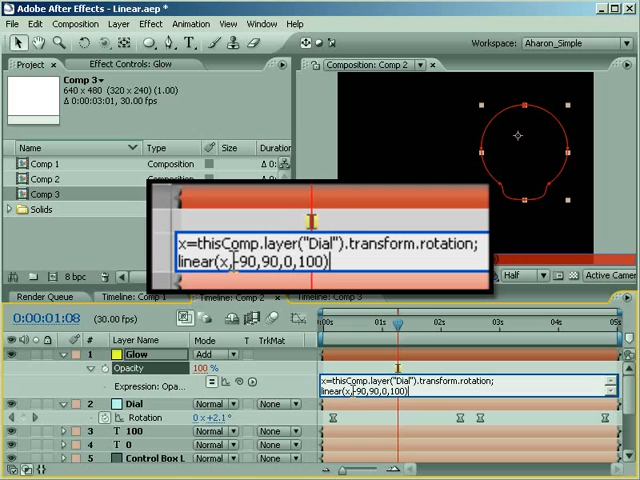 Adobe After Effects - Linear.aep *
File Edit Composition Layer Effect Animation View Window Help
Workspace: Aharon_Simple
Project Effect Controls: Glow Composition: Comp 2
Comp 3
640 x 480 (320 x 240) (1.00)
Δ 0:00:03:01, 30.00 fps
Name Type Size Duration
Comp 1 Composition Δ 0:
Comp 2 Composition Δ 0:
Comp 3
Solids
x=thisComp.layer("Dial").transform.rotation;
linear(x,-90,90,0,100)
8 bpc Half Active Camer
Render Queue Timeline: Comp 1 Timeline: Comp 2 Timeline: Comp 3
0:00:01:08 (30.00 fps)
# Layer Name Mode T TrkMat :00s 01s 02s 03s 04s 05s
1 Glow Add
Opacity 100 %
Expression: Opa... x=thisComp.layer("Dial").transform.rotation;
linear(x,-90,90,0,100)
2 Dial Normal None
Rotation 0 x +2.1°
3 T 100 Normal None
4 T 0 Normal None
5 Control Box L Normal None